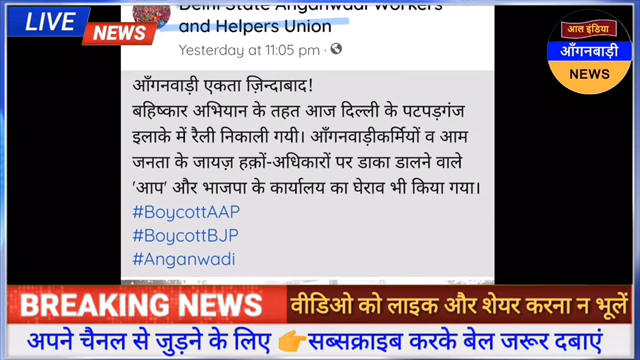 LIVE
NEWS
Delhi State Anganwadi Workers
and Helpers Union
Yesterday at 11:05 pm ·
आल इंडिया
आँगनबाड़ी
NEWS
आँगनवाड़ी एकता ज़िन्दाबाद!
बहिष्कार अभियान के तहत आज दिल्ली के पटपड़गंज
इलाके में रैली निकाली गयी। आँगनवाड़ीकर्मियों व आम
जनता के जायज़ हक़ों-अधिकारों पर डाका डालने वाले
'आप' और भाजपा के कार्यालय का घेराव भी किया गया।
#BoycottAAP
#BoycottBJP
#Anganwadi
BREAKING NEWS
वीडियो को लाइक और शेयर करना न भूलें
अपने चैनल से जुड़ने के लिए 👉सब्सक्राइब करके बेल जरूर दबाएं